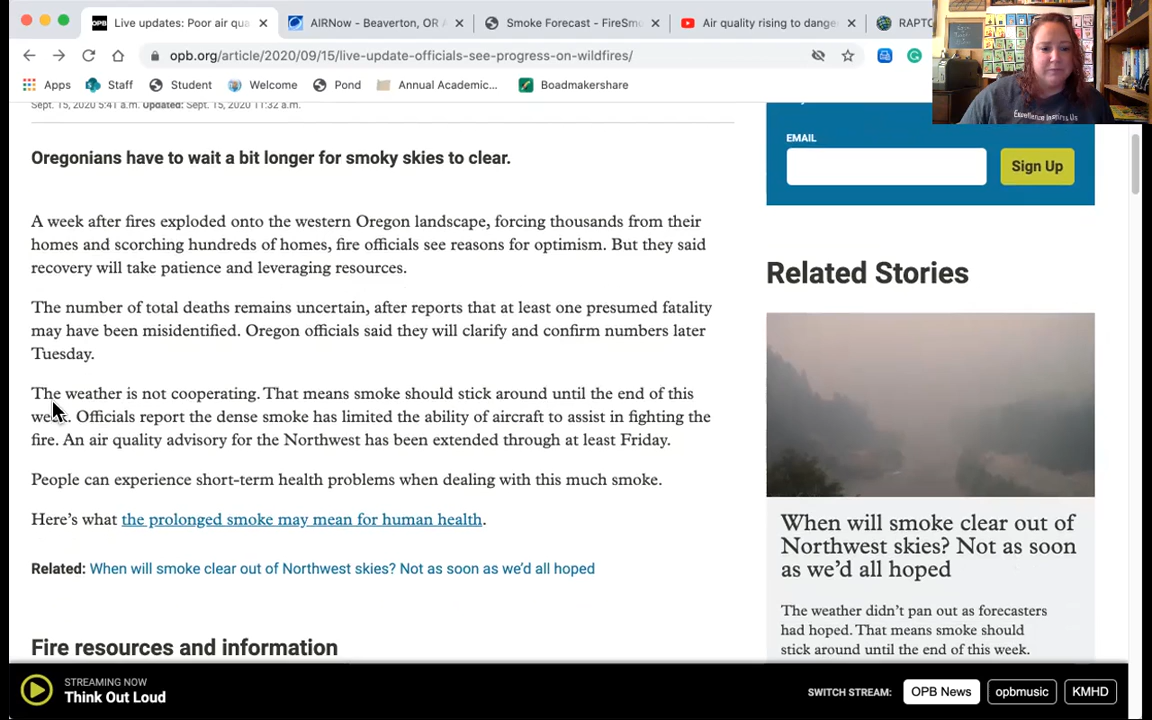 OPB Live updates: Poor air qua
AIRNow - Beaverton, OR A
Smoke Forecast - FireSmo
Air quality rising to dange
RAPTO
opb.org/article/2020/09/15/live-update-officials-see-progress-on-wildfires/
Apps
Staff
Student
Welcome
Pond
Annual Academic...
Boadmakershare
Excellence Inspires Us
Sept. 15, 2020 5:41 a.m. Updated: Sept. 15, 2020 11:32 a.m.
Oregonians have to wait a bit longer for smoky skies to clear.
A week after fires exploded onto the western Oregon landscape, forcing thousands from their
homes and scorching hundreds of homes, fire officials see reasons for optimism. But they said
recovery will take patience and leveraging resources.
The number of total deaths remains uncertain, after reports that at least one presumed fatality
may have been misidentified. Oregon officials said they will clarify and confirm numbers later
Tuesday.
The weather is not cooperating. That means smoke should stick around until the end of this
week. Officials report the dense smoke has limited the ability of aircraft to assist in fighting the
fire. An air quality advisory for the Northwest has been extended through at least Friday.
People can experience short-term health problems when dealing with this much smoke.
Here's what the prolonged smoke may mean for human health.
Related: When will smoke clear out of Northwest skies? Not as soon as we'd all hoped
Fire resources and information
EMAIL
Sign Up
Related Stories
When will smoke clear out of
Northwest skies? Not as soon
as we'd all hoped
The weather didn't pan out as forecasters
had hoped. That means smoke should
stick around until the end of this week.
STREAMING NOW
Think Out Loud
SWITCH STREAM:
OPB News
opbmusic
KMHD